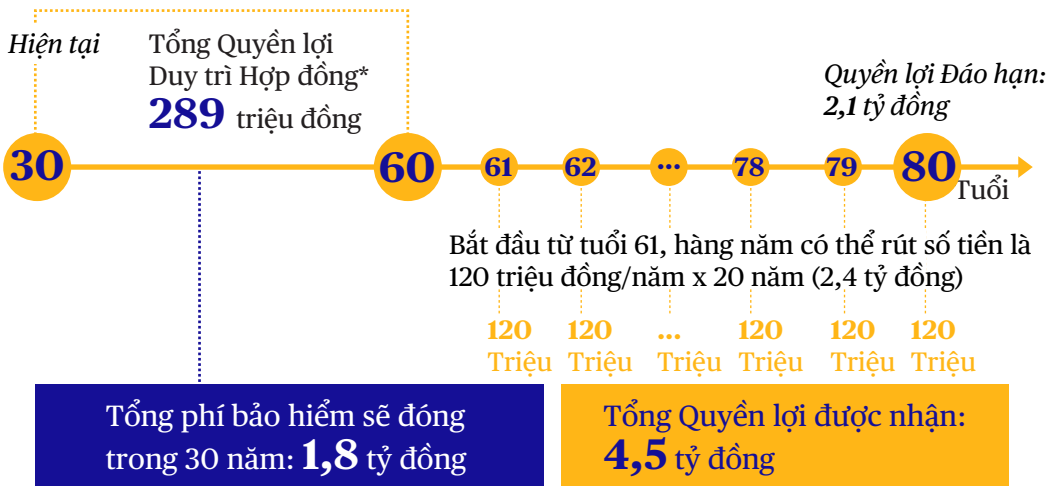 Hiện tại
Tổng Quyền lợi
Duy trì Hợp đồng*
289 triệu đồng
Quyền lợi Đáo hạn:
2,1 tỷ đồng
30 60 61 62 ... 78 79 80
Tuổi
Bắt đầu từ tuổi 61, hàng năm có thể rút số tiền là
120 triệu đồng/năm x 20 năm (2,4 tỷ đồng)
120 120 ... 120 120 120
Triệu Triệu Triệu Triệu Triệu Triệu
Tổng phí bảo hiểm sẽ đóng
trong 30 năm: 1,8 tỷ đồng
Tổng Quyền lợi được nhận:
4,5 tỷ đồng